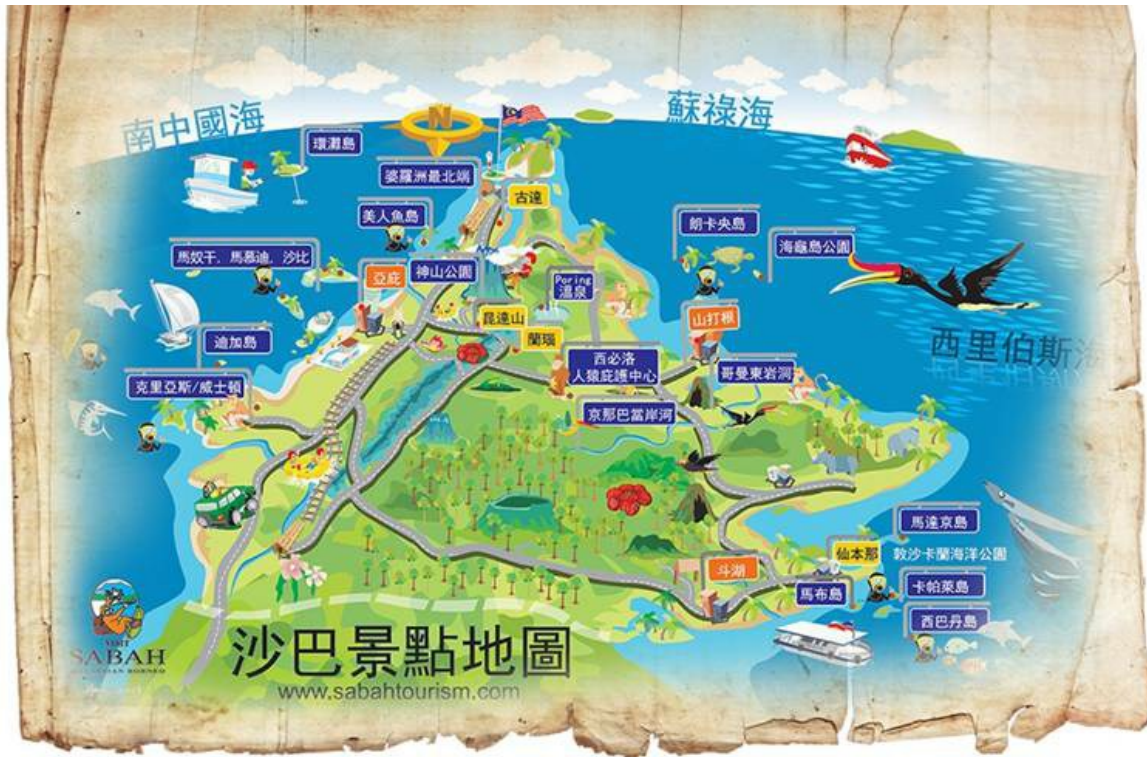 南中國海
蘇祿海
N
環灘島
婆羅洲最北端
古達
美人魚島
朗卡央島
海龜島公園
馬奴干, 馬慕迪, 沙比
亞庇
神山公園
Poring
溫泉
昆達山
山打根
西里伯斯海
迪加島
蘭瑙
西必洛
人猿庇護中心
哥曼東岩洞
克里亞斯/威士頓
京那巴當岸河
馬達京島
仙本那
敦沙卡蘭海洋公園
斗湖
馬布島
卡帕萊島
西巴丹島
VISIT
SABAH
沙巴景點地圖
www.sabahtourism.com